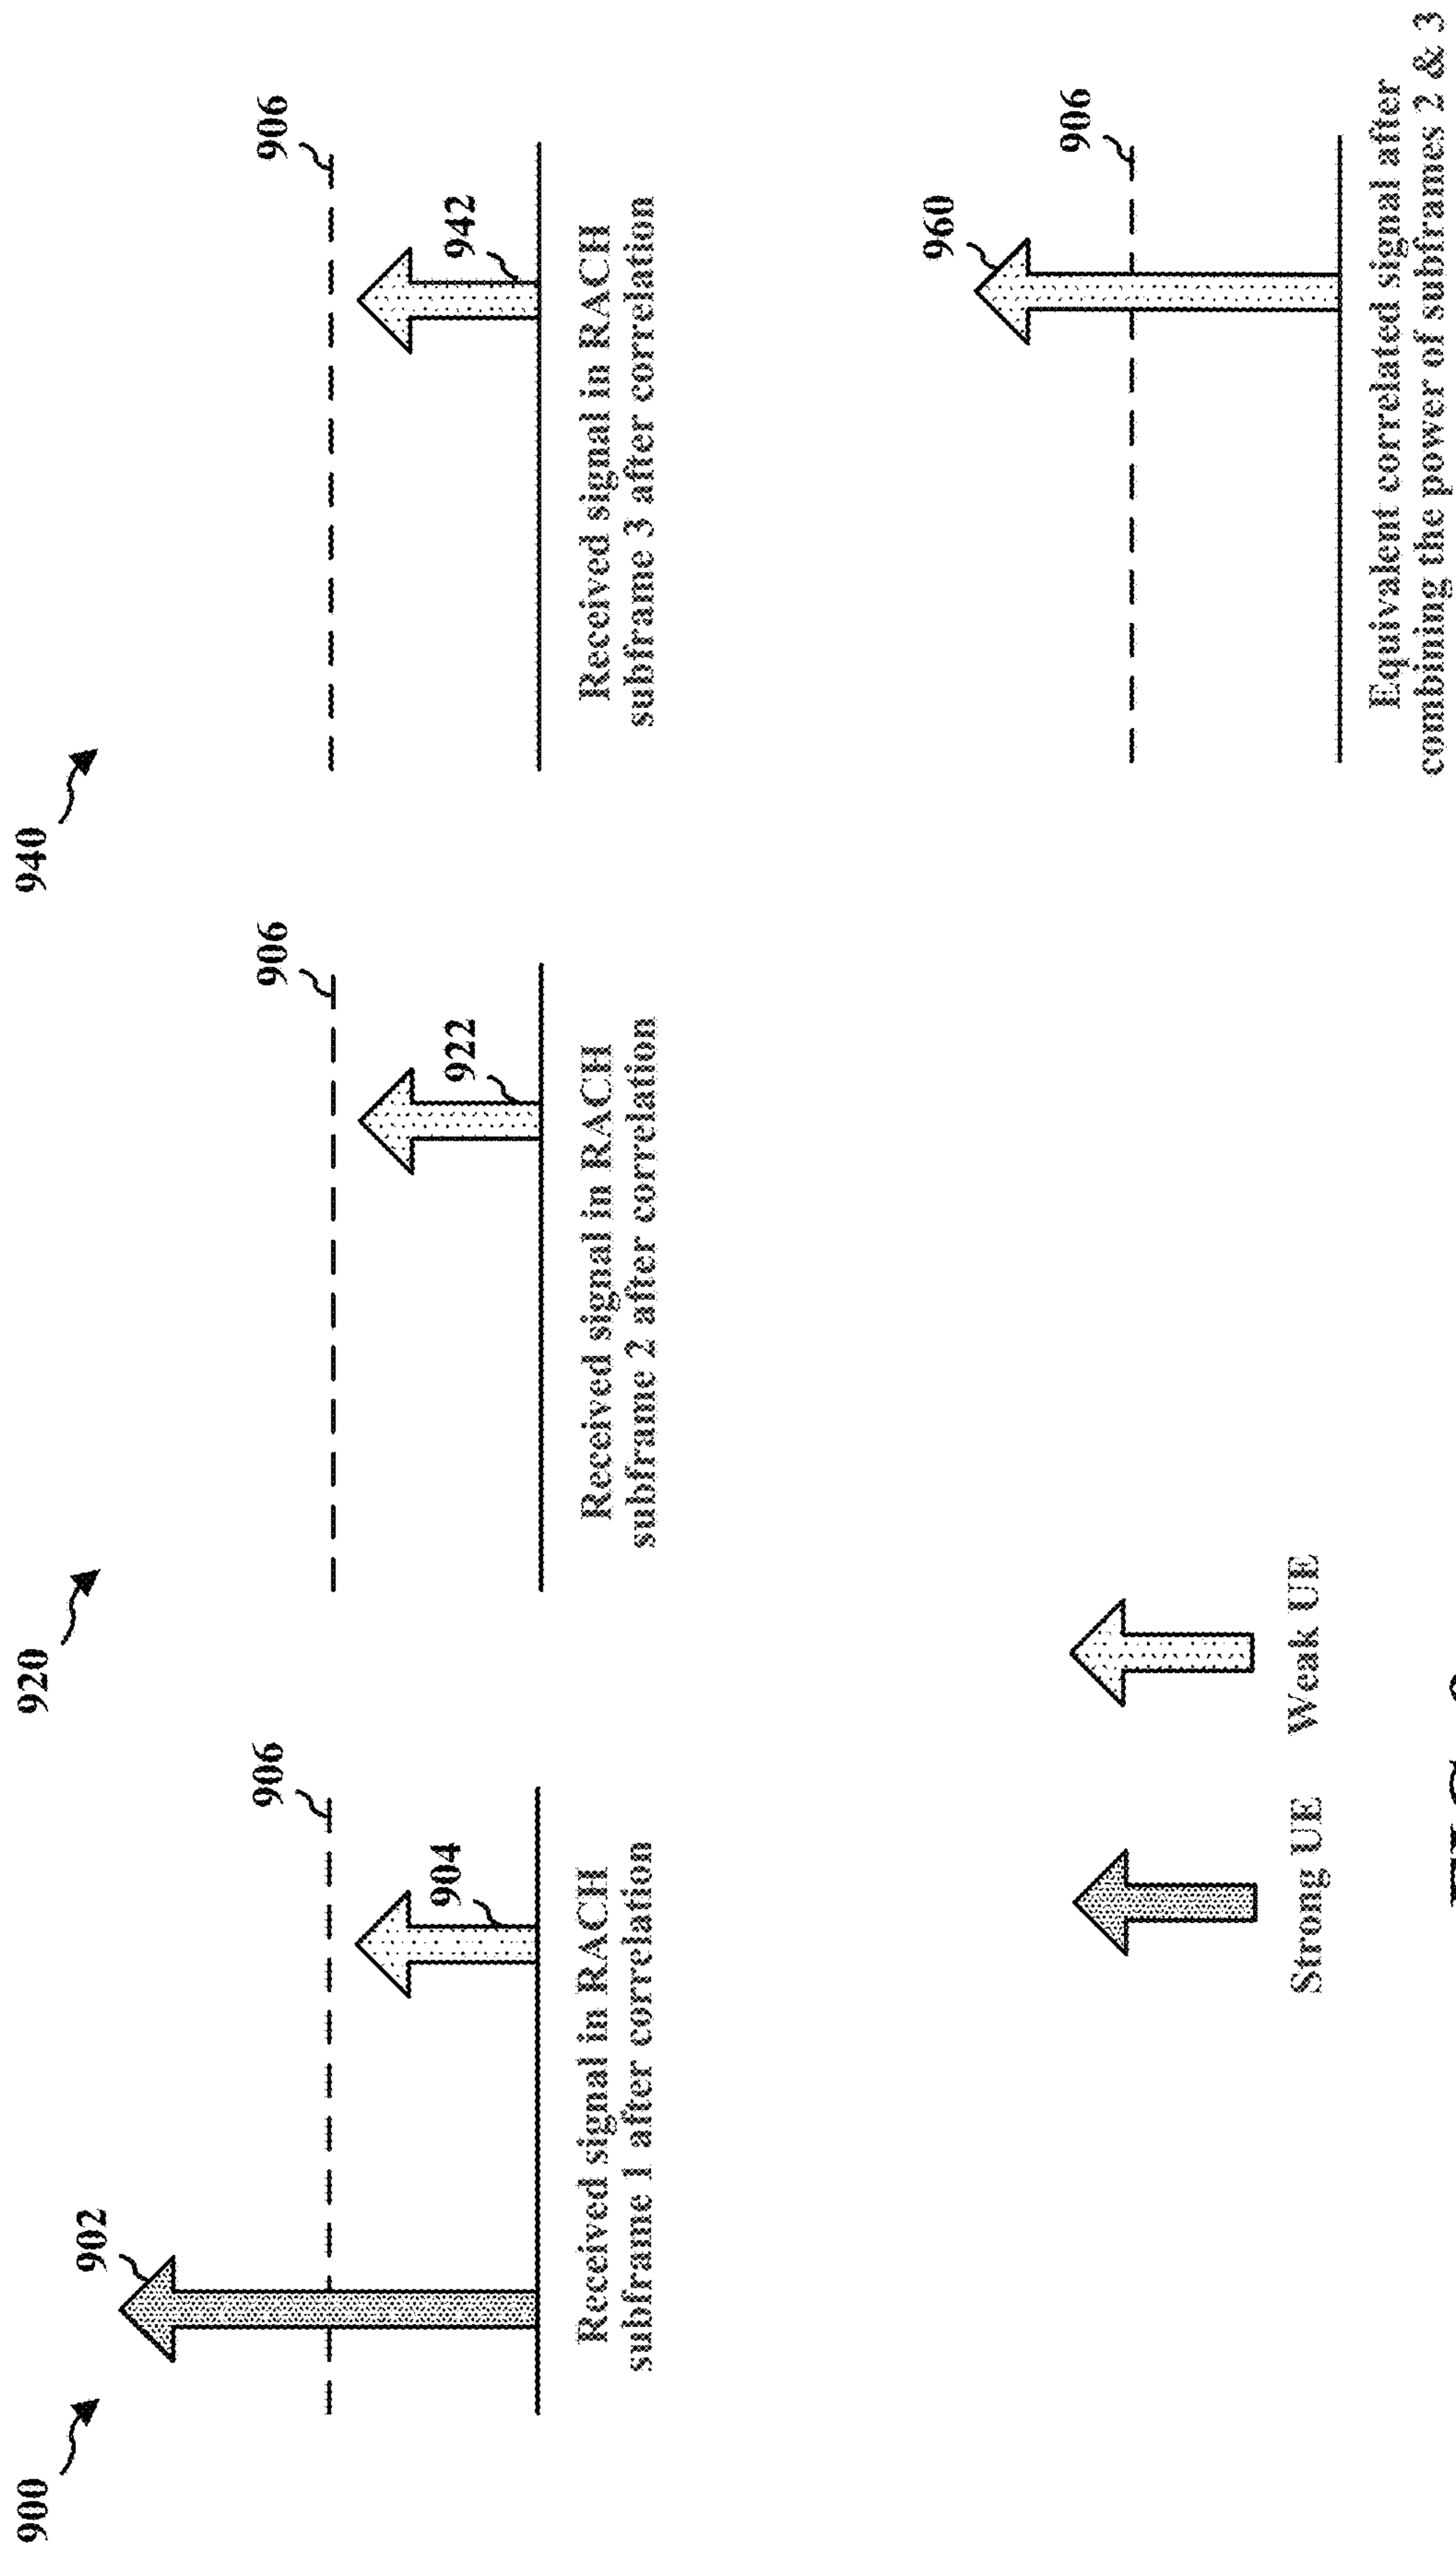 900
902
904
906
Received signal in RACH
subframe 1 after correlation
920
922
906
Received signal in RACH
subframe 2 after correlation
940
942
906
Received signal in RACH
subframe 3 after correlation
Strong UE
Weak UE
960
906
Equivalent correlated signal after
combining the power of subframes 2 & 3